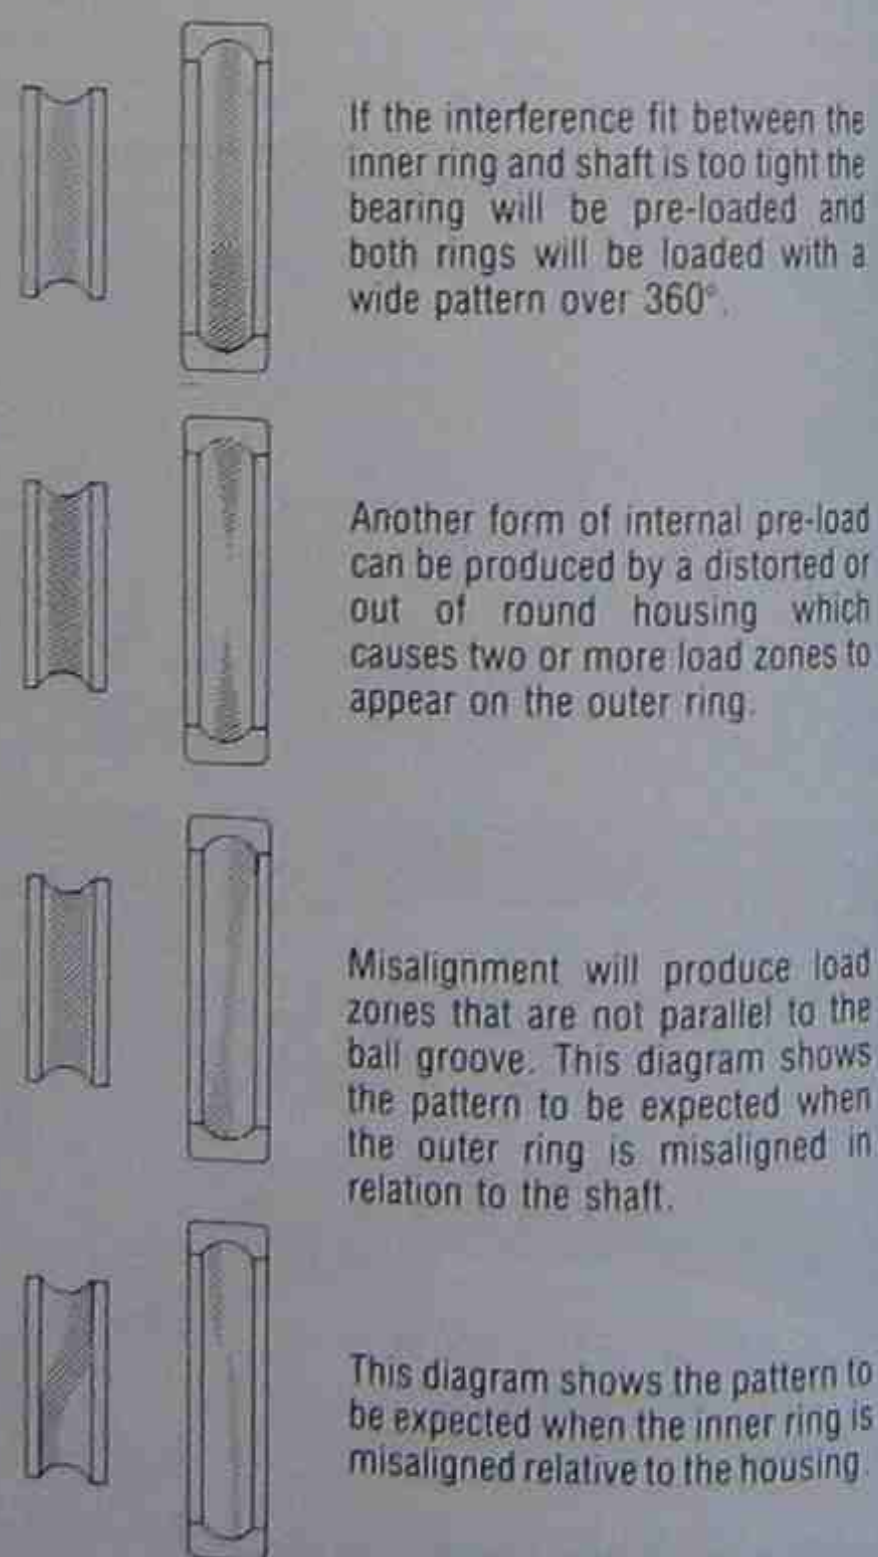 If the interference fit between the
inner ring and shaft is too tight the
bearing will be pre-loaded and
both rings will be loaded with a
wide pattern over 360°.
Another form of internal pre-load
can be produced by a distorted or
out of round housing which
causes two or more load zones to
appear on the outer ring.
Misalignment will produce load
zones that are not parallel to the
ball groove. This diagram shows
the pattern to be expected when
the outer ring is misaligned in
relation to the shaft.
This diagram shows the pattern to
be expected when the inner ring is
misaligned relative to the housing.